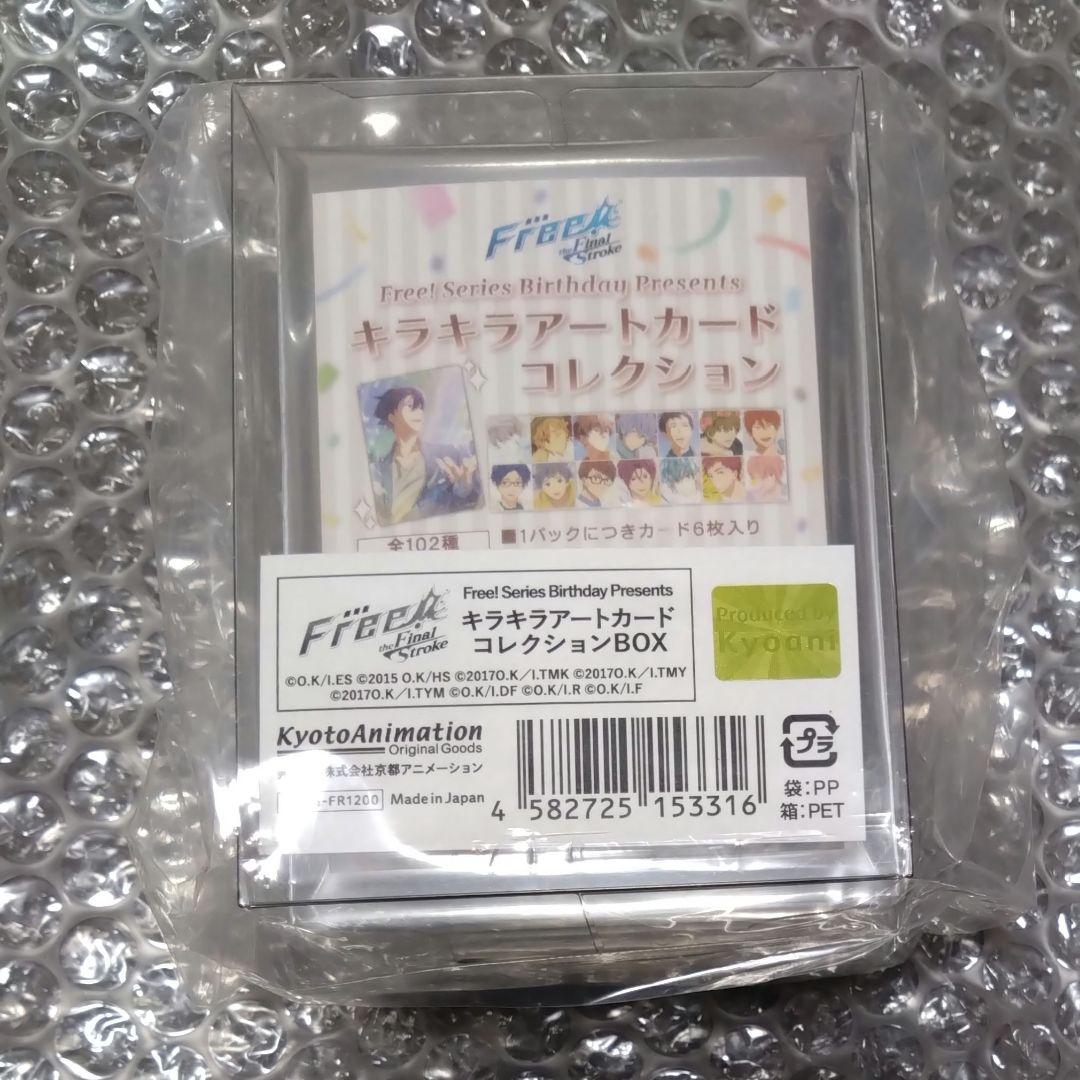 Free!
the Final
Stroke
Free! Series Birthday Presents
キラキラアートカード
コレクション
全102種
■1パックにつきカード6枚入り
Free!
the Final
Stroke
Free! Series Birthday Presents
キラキラアートカード
コレクションBOX
©O.K/I.ES ©2015 O.K/HS ©2017O.K/I.TMK ©2017O.K/I.TMY
©2017O.K/I.TYM ©O.K/I.DF ©O.K/I.R ©O.K/I.F
Produced by
Kyoani
KyotoAnimation
Original Goods
株式会社京都アニメーション
-FR1200 Made in Japan
4 582725 153316
プラ
袋:PP
箱:PET